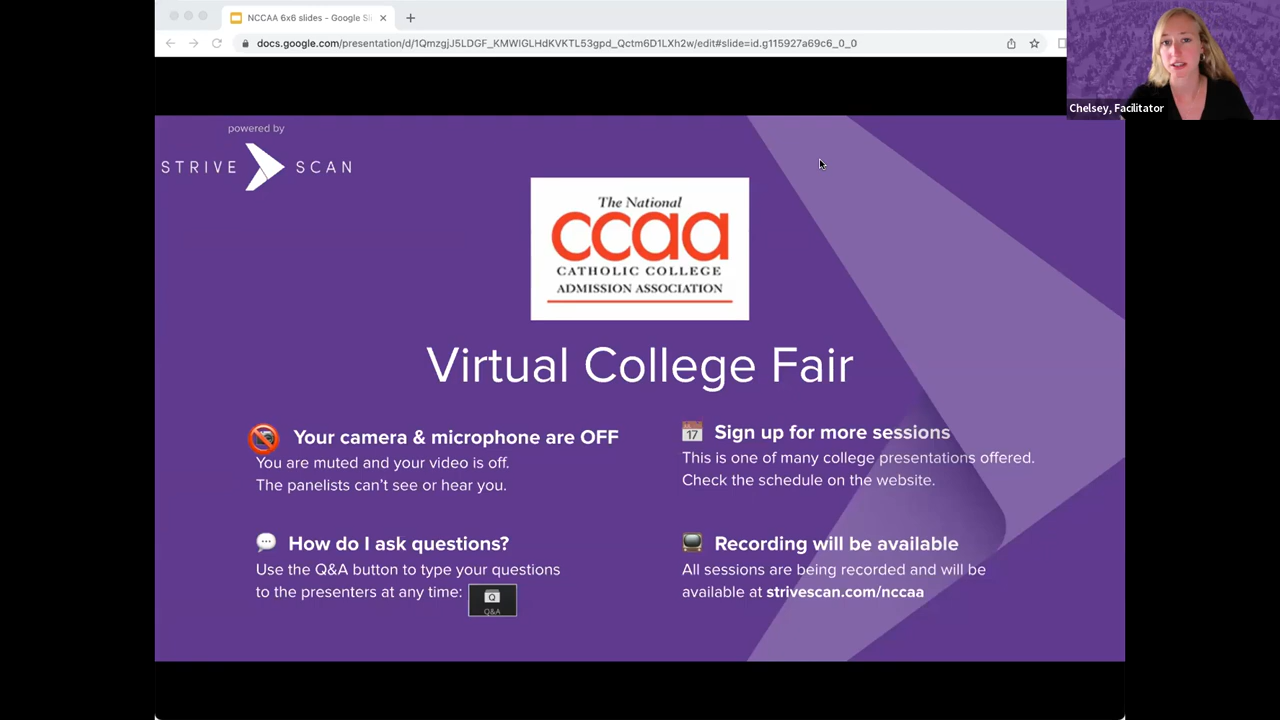 NCCAA 6x6 slides - Google Sli
docs.google.com/presentation/d/1QmzgjJ5LDGF_KMWIGLHdKVKTL53gpd_Qctm6D1LXh2w/edit#slide=id.g115927a69c6_0_0
Chelsey, Facilitator
powered by
STRIVE SCAN
The National
ccaa
CATHOLIC COLLEGE
ADMISSION ASSOCIATION
Virtual College Fair
Your camera & microphone are OFF
You are muted and your video is off.
The panelists can't see or hear you.
17 Sign up for more sessions
This is one of many college presentations offered.
Check the schedule on the website.
How do I ask questions?
Use the Q&A button to type your questions
to the presenters at any time:
Q
Q&A
Recording will be available
All sessions are being recorded and will be
available at strivescan.com/nccaa